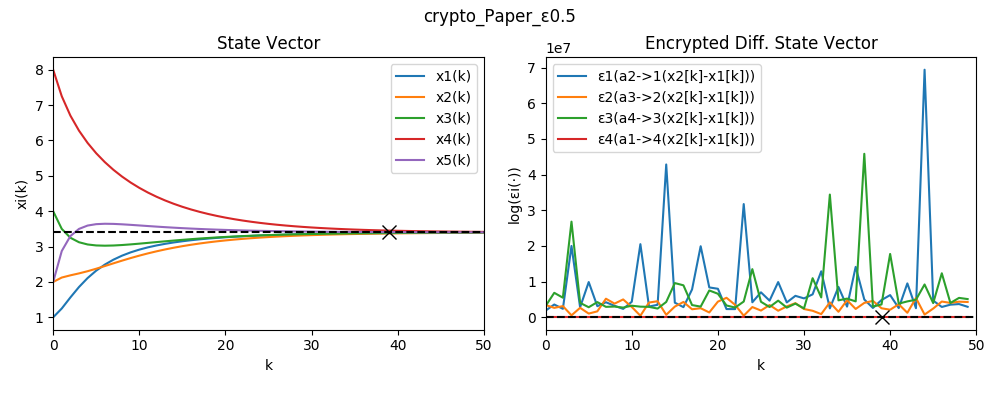 crypto_Paper_ε0.5
State Vector
8
7
6
5
4
3
2
1
xi(k)
0
10
20
30
40
50
k
x1(k)
x2(k)
x3(k)
x4(k)
x5(k)
Encrypted Diff. State Vector
1e7
7
6
5
4
3
2
1
0
log(εi(·))
0
10
20
30
40
50
k
ε1(a2->1(x2[k]-x1[k]))
ε2(a3->2(x2[k]-x1[k]))
ε3(a4->3(x2[k]-x1[k]))
ε4(a1->4(x2[k]-x1[k]))